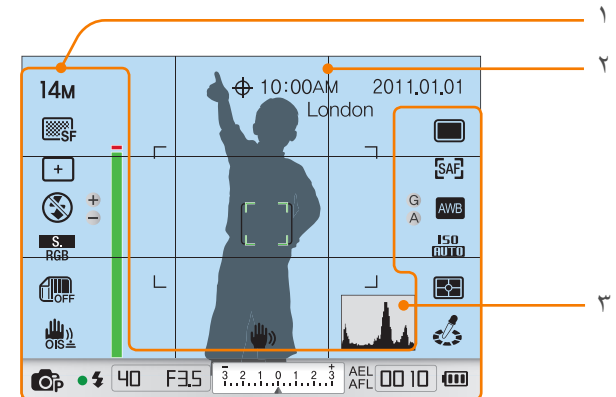 ١
٢
٣
14M
10:00AM 2011.01.01
London
SF
SAF
G
A
AWB
S.
RGB
ISO
AUTO
OFF
OIS
P 40 F3.5 3 2 1 0 1 2 3 AEL 0010
AFL